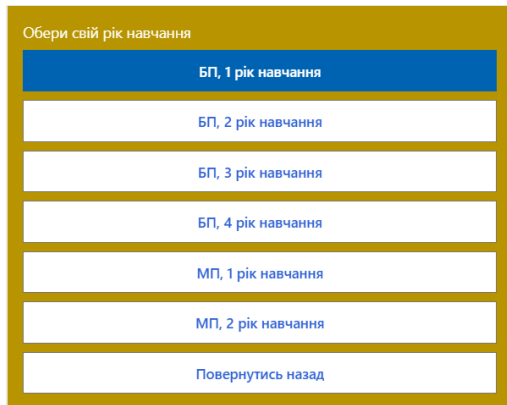 Обери свій рік навчання
БП, 1 рік навчання
БП, 2 рік навчання
БП, 3 рік навчання
БП, 4 рік навчання
МП, 1 рік навчання
МП, 2 рік навчання
Повернутись назад